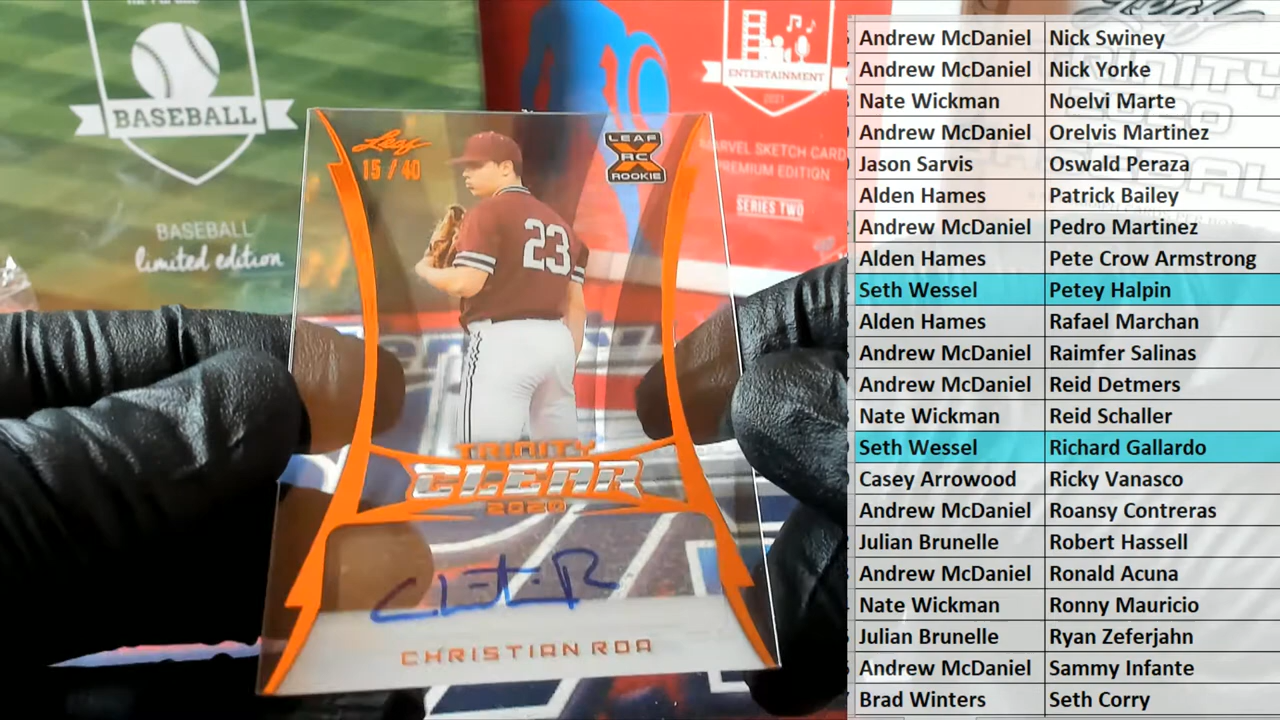 BASEBALL
BASEBALL
limited edition
ENTERTAINMENT
2021
MARVEL SKETCH CARD
PREMIUM EDITION
SERIES TWO
Leaf
15 / 40
LEAF
RC
ROOKIE
23
TRINITY
CLEAR
2020
CHRISTIAN ROA
Andrew McDaniel Nick Swiney
Andrew McDaniel Nick Yorke
Nate Wickman Noelvi Marte
Andrew McDaniel Orelvis Martinez
Jason Sarvis Oswald Peraza
Alden Hames Patrick Bailey
Andrew McDaniel Pedro Martinez
Alden Hames Pete Crow Armstrong
Seth Wessel Petey Halpin
Alden Hames Rafael Marchan
Andrew McDaniel Raimfer Salinas
Andrew McDaniel Reid Detmers
Nate Wickman Reid Schaller
Seth Wessel Richard Gallardo
Casey Arrowood Ricky Vanasco
Andrew McDaniel Roansy Contreras
Julian Brunelle Robert Hassell
Andrew McDaniel Ronald Acuna
Nate Wickman Ronny Mauricio
Julian Brunelle Ryan Zeferjahn
Andrew McDaniel Sammy Infante
Brad Winters Seth Corry